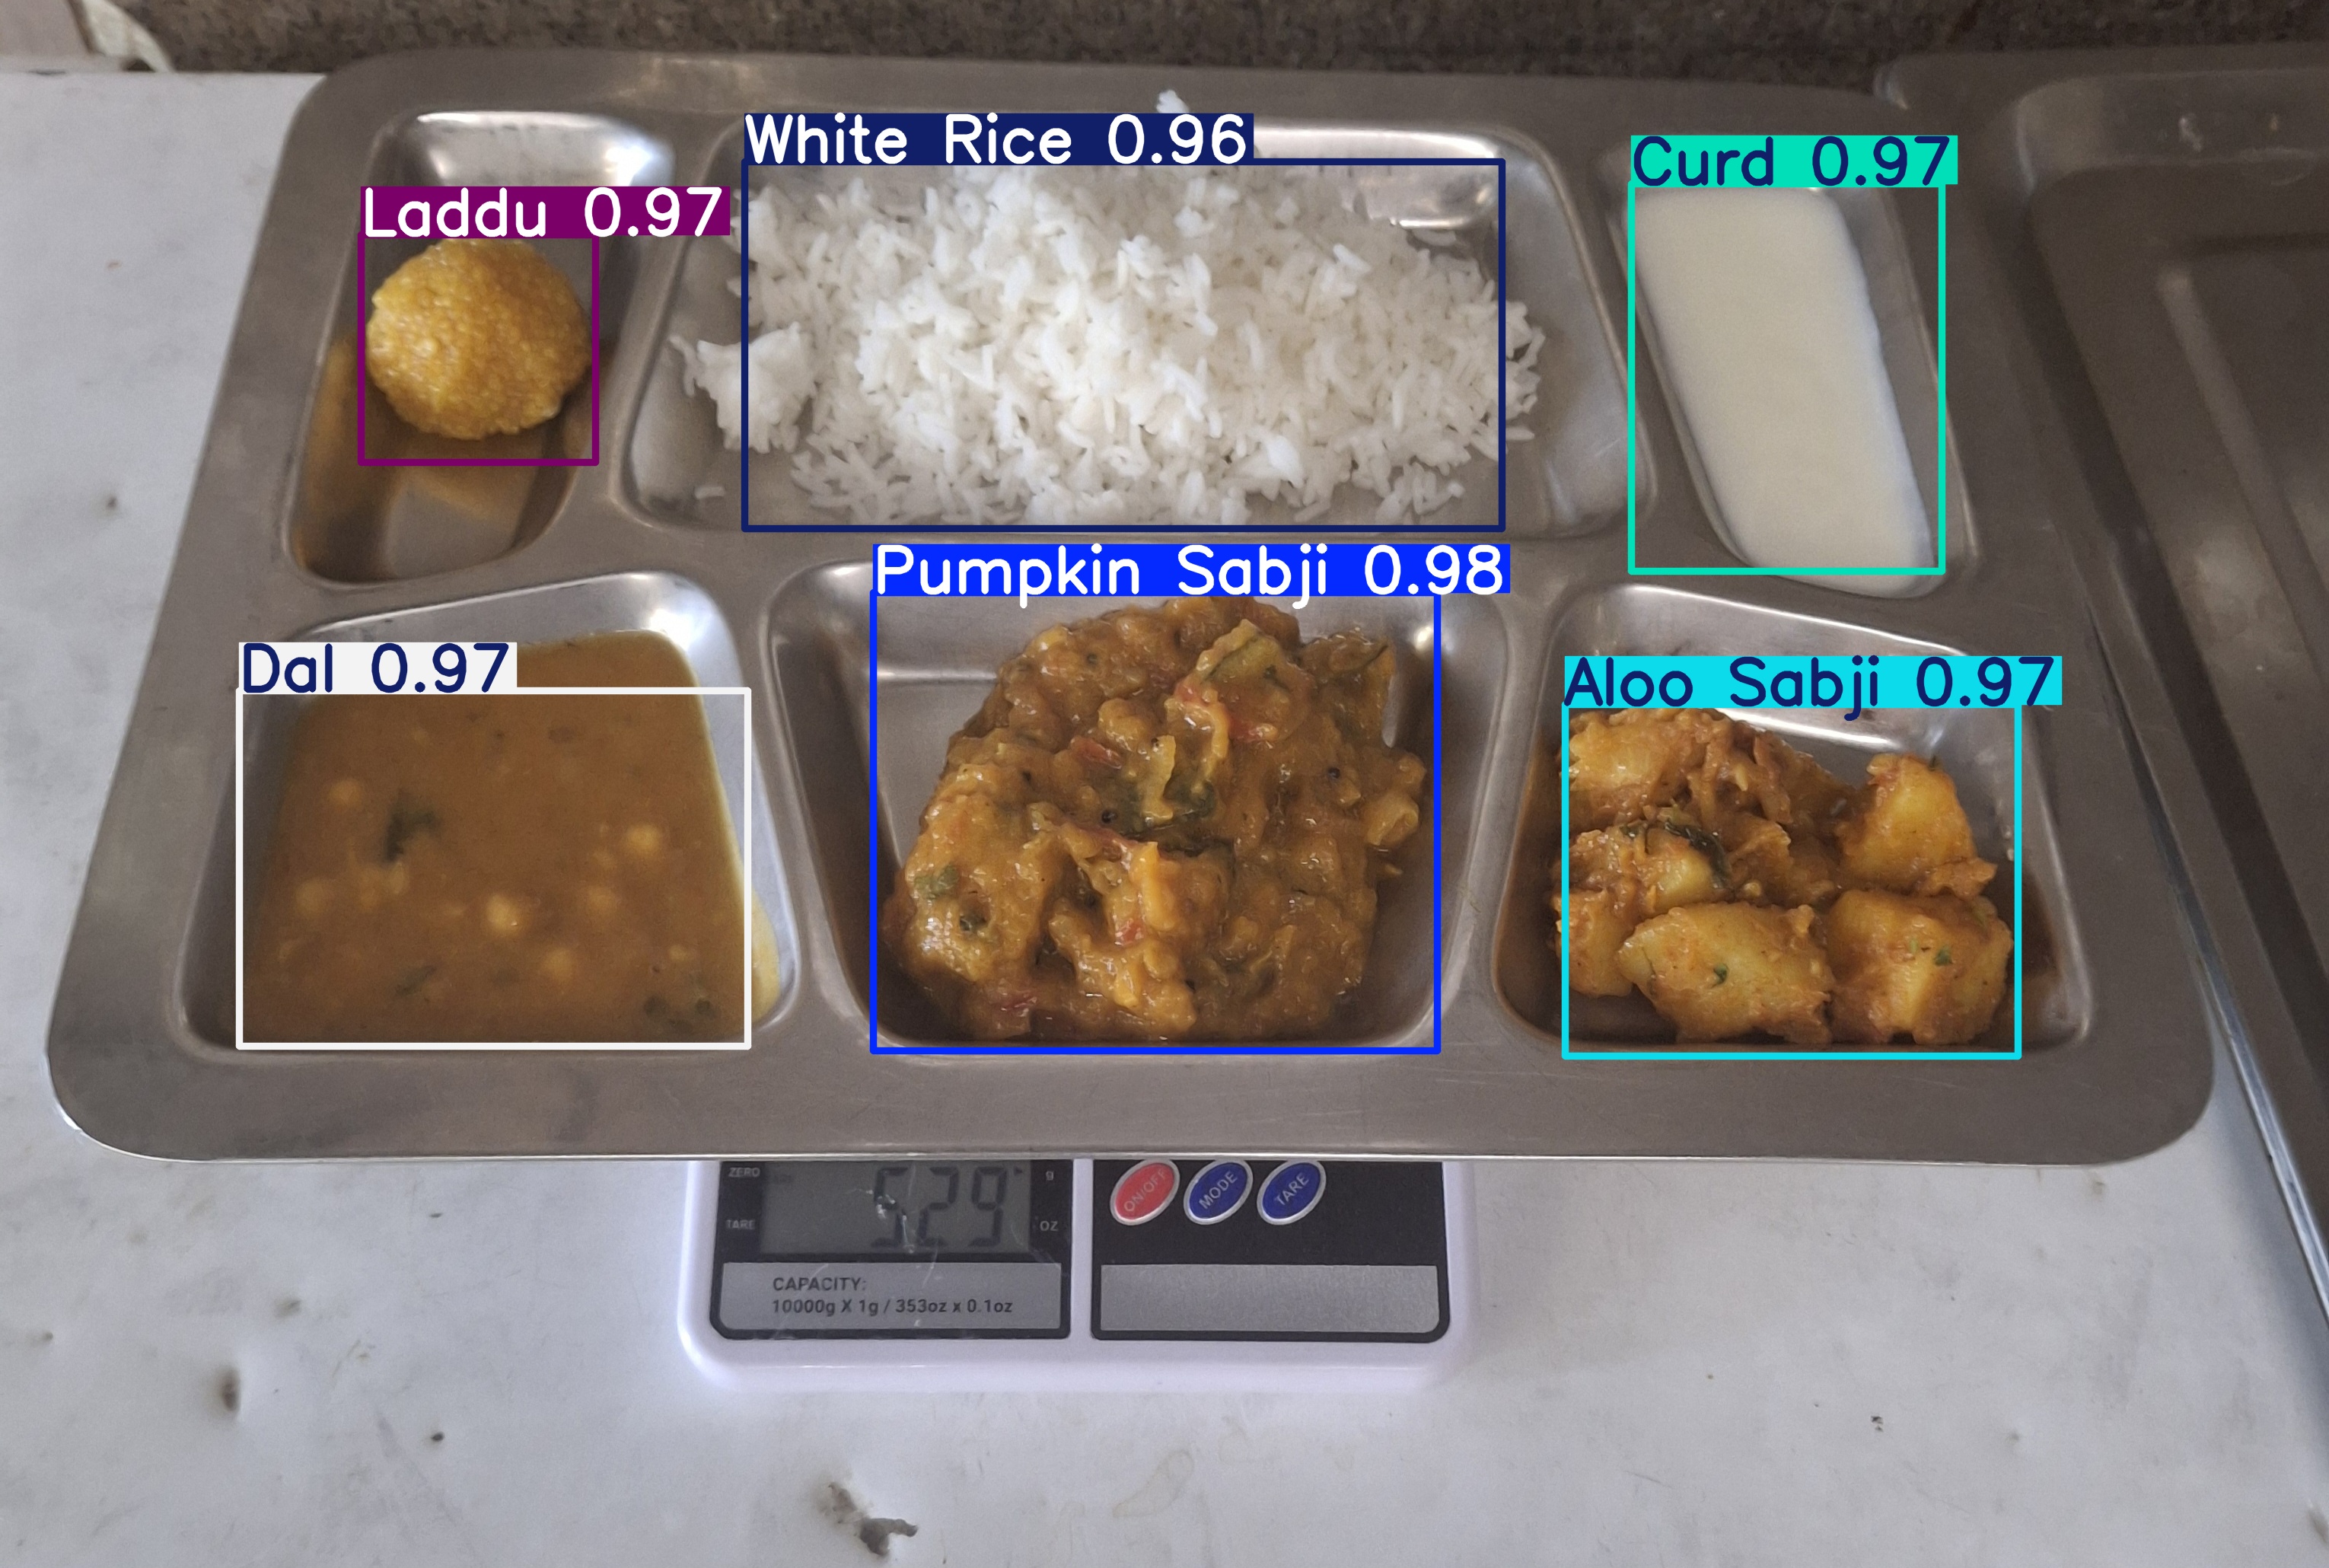 White Rice 0.96
Curd 0.97
Laddu 0.97
Pumpkin Sabji 0.98
Dal 0.97
Aloo Sabji 0.97
ZERO
529
g
TARE
oz
ON/OFF
MODE
TARE
CAPACITY:
10000g X 1g / 353oz x 0.1oz